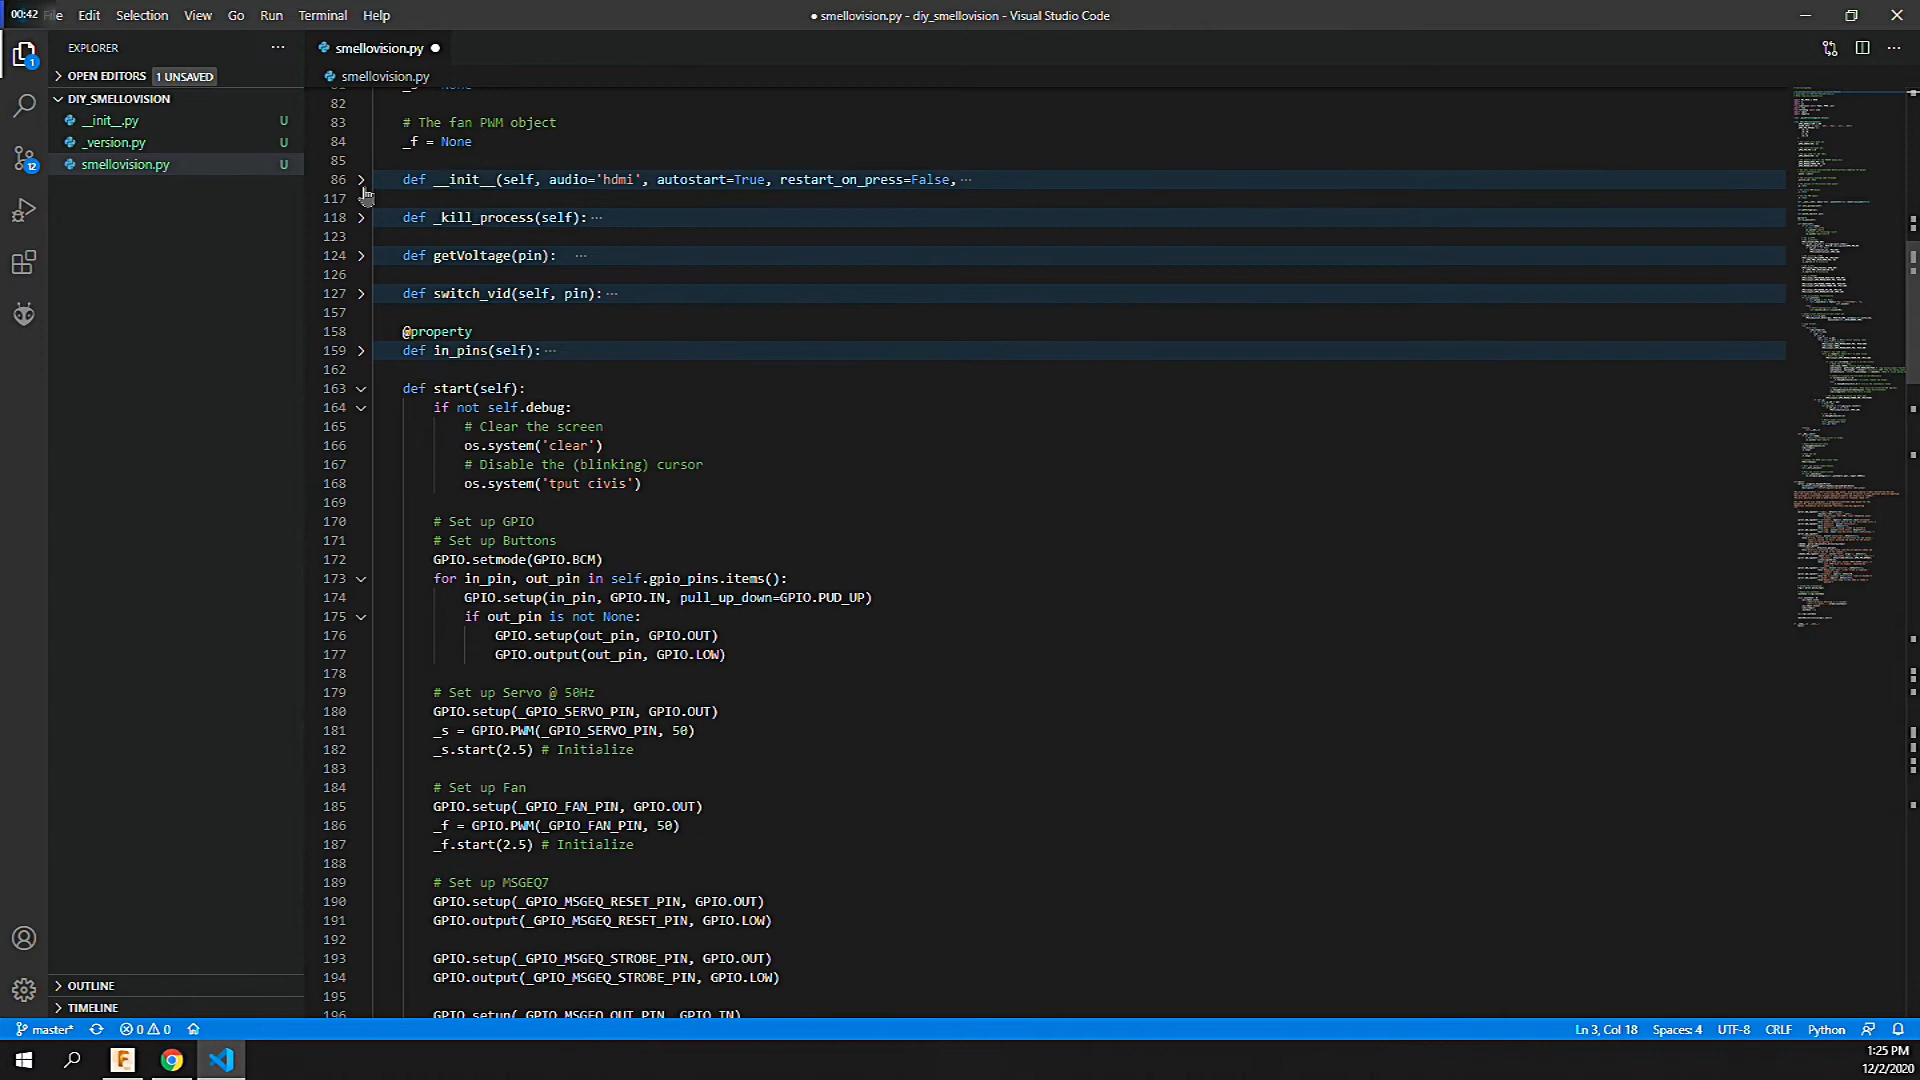 00:42 File Edit Selection View Go Run Terminal Help
● smellovision.py - diy_smellovision - Visual Studio Code
EXPLORER
smellovision.py
OPEN EDITORS 1 UNSAVED
smellovision.py
DIY_SMELLOVISION
__init__.py U
_version.py U
smellovision.py U
OUTLINE
TIMELINE
82
83 # The fan PWM object
84 _f = None
85
86 def __init__(self, audio='hdmi', autostart=True, restart_on_press=False,···
117
118 def _kill_process(self):···
123
124 def getVoltage(pin): ···
126
127 def switch_vid(self, pin):···
157
158 @property
159 def in_pins(self):···
162
163 def start(self):
164 if not self.debug:
165 # Clear the screen
166 os.system('clear')
167 # Disable the (blinking) cursor
168 os.system('tput civis')
169
170 # Set up GPIO
171 # Set up Buttons
172 GPIO.setmode(GPIO.BCM)
173 for in_pin, out_pin in self.gpio_pins.items():
174 GPIO.setup(in_pin, GPIO.IN, pull_up_down=GPIO.PUD_UP)
175 if out_pin is not None:
176 GPIO.setup(out_pin, GPIO.OUT)
177 GPIO.output(out_pin, GPIO.LOW)
178
179 # Set up Servo @ 50Hz
180 GPIO.setup(_GPIO_SERVO_PIN, GPIO.OUT)
181 _s = GPIO.PWM(_GPIO_SERVO_PIN, 50)
182 _s.start(2.5) # Initialize
183
184 # Set up Fan
185 GPIO.setup(_GPIO_FAN_PIN, GPIO.OUT)
186 _f = GPIO.PWM(_GPIO_FAN_PIN, 50)
187 _f.start(2.5) # Initialize
188
189 # Set up MSGEQ7
190 GPIO.setup(_GPIO_MSGEQ_RESET_PIN, GPIO.OUT)
191 GPIO.output(_GPIO_MSGEQ_RESET_PIN, GPIO.LOW)
192
193 GPIO.setup(_GPIO_MSGEQ_STROBE_PIN, GPIO.OUT)
194 GPIO.output(_GPIO_MSGEQ_STROBE_PIN, GPIO.LOW)
195
196 GPIO.setup(_GPIO_MSGEQ_OUT_PIN, GPIO.IN)
1
12
master* 0 0
Ln 3, Col 18 Spaces: 4 UTF-8 CRLF Python
1:25 PM
12/2/2020